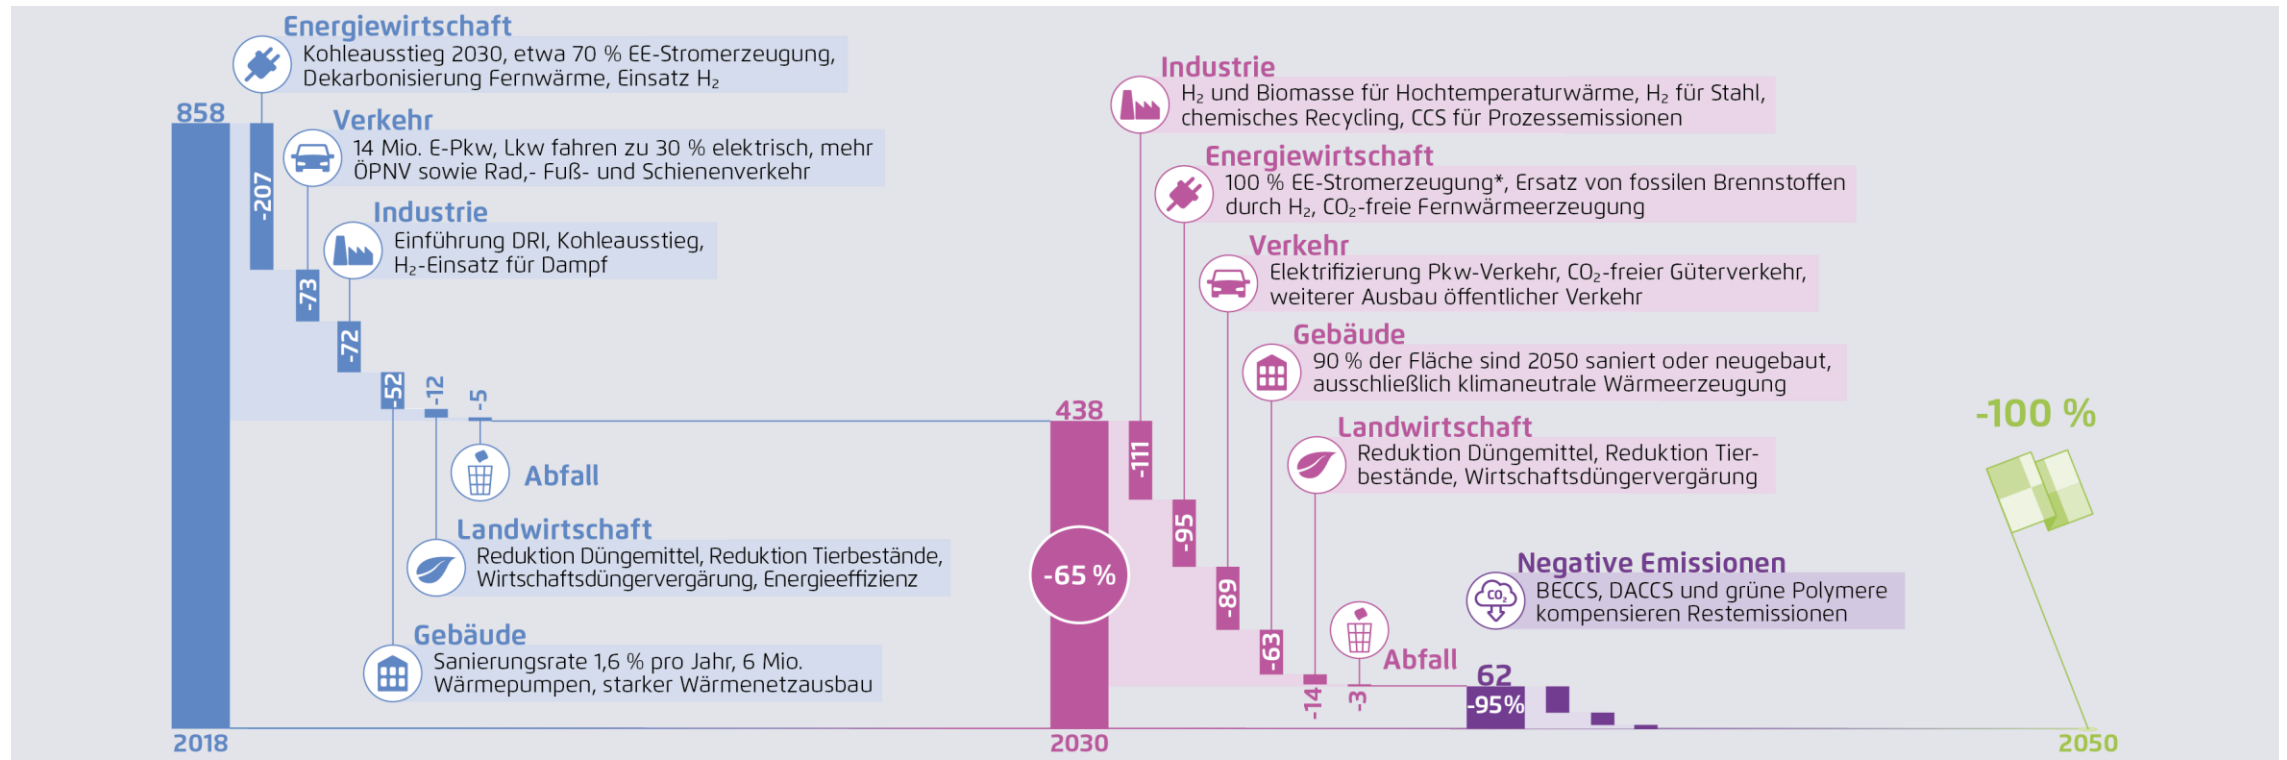 Energiewirtschaft
Kohleausstieg 2030, etwa 70 % EE-Stromerzeugung,
Dekarbonisierung Fernwärme, Einsatz H₂
858
-207
Verkehr
14 Mio. E-Pkw, Lkw fahren zu 30 % elektrisch, mehr
ÖPNV sowie Rad,- Fuß- und Schienenverkehr
-73
Industrie
Einführung DRI, Kohleausstieg,
H₂-Einsatz für Dampf
-72
-52
-12
-5
Abfall
Landwirtschaft
Reduktion Düngemittel, Reduktion Tierbestände,
Wirtschaftsdüngervergärung, Energieeffizienz
Gebäude
Sanierungsrate 1,6 % pro Jahr, 6 Mio.
Wärmepumpen, starker Wärmenetzausbau
2018
Industrie
H₂ und Biomasse für Hochtemperaturwärme, H₂ für Stahl,
chemisches Recycling, CCS für Prozessemissionen
Energiewirtschaft
100 % EE-Stromerzeugung*, Ersatz von fossilen Brennstoffen
durch H₂, CO₂-freie Fernwärmeerzeugung
Verkehr
Elektrifizierung Pkw-Verkehr, CO₂-freier Güterverkehr,
weiterer Ausbau öffentlicher Verkehr
Gebäude
90 % der Fläche sind 2050 saniert oder neugebaut,
ausschließlich klimaneutrale Wärmeerzeugung
Landwirtschaft
Reduktion Düngemittel, Reduktion Tier-
bestände, Wirtschaftsdüngervergärung
438
-65 %
-111
-95
-89
-63
-14
-3
Abfall
2030
Negative Emissionen
CO₂
BECCS, DACCS und grüne Polymere
kompensieren Restemissionen
62
-95%
-100 %
2050